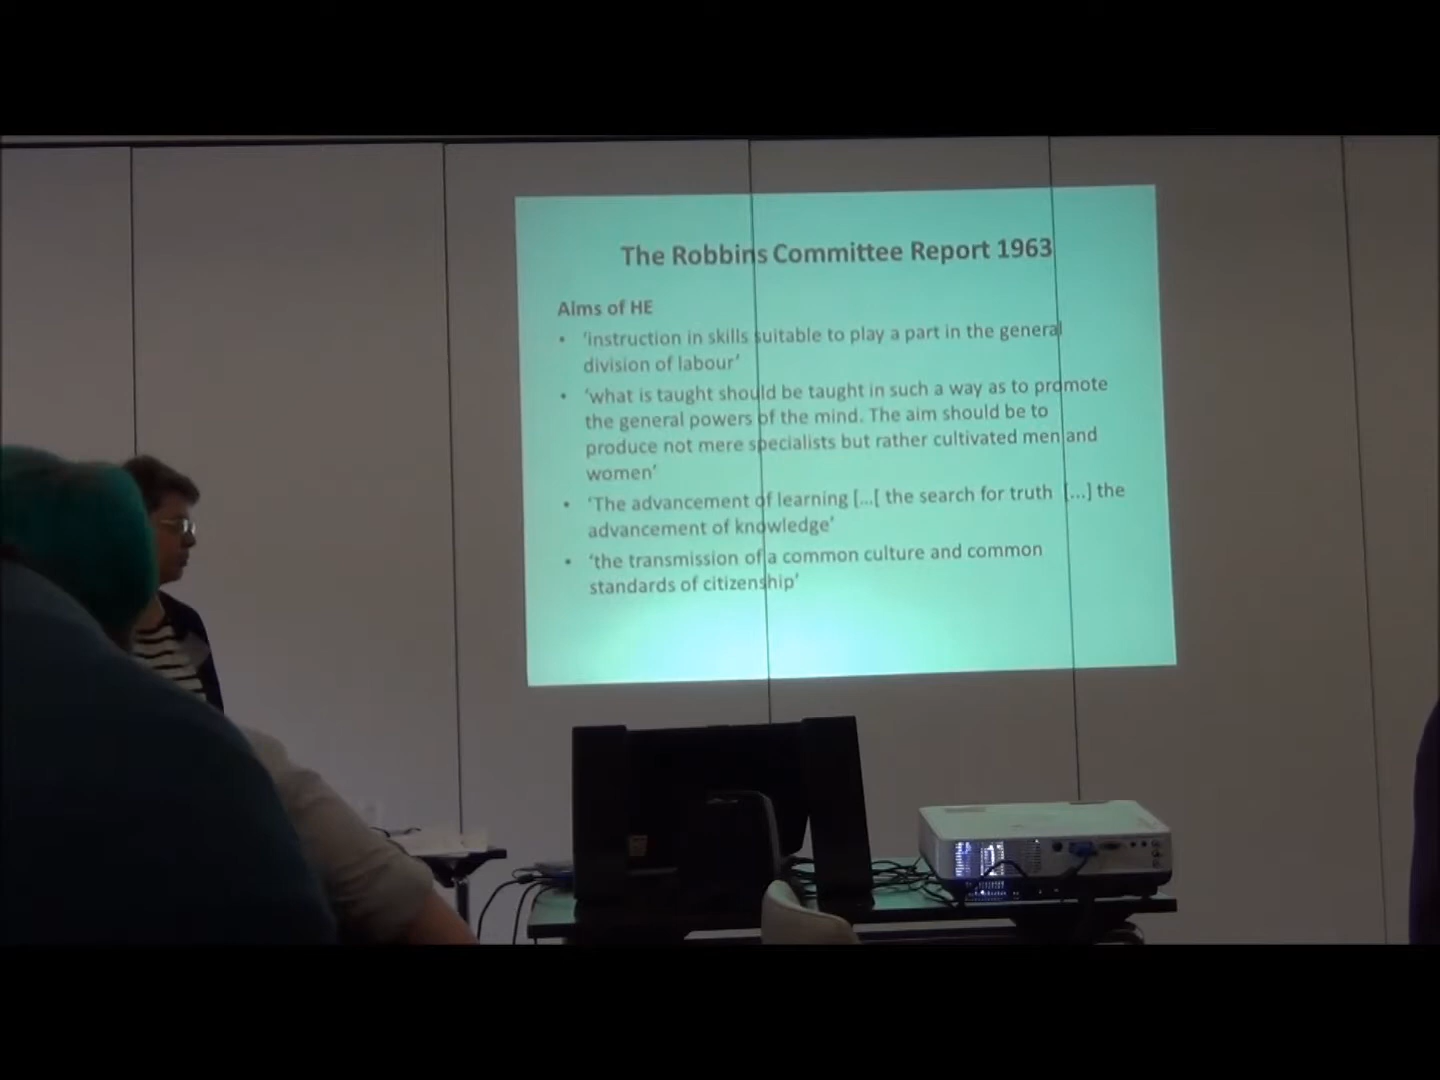 The Robbins Committee Report 1963
Aims of HE
• ‘instruction in skills suitable to play a part in the general
division of labour’
• ‘what is taught should be taught in such a way as to promote
the general powers of the mind. The aim should be to
produce not mere specialists but rather cultivated men and
women’
• ‘The advancement of learning [...[ the search for truth [...] the
advancement of knowledge’
• ‘the transmission of a common culture and common
standards of citizenship’